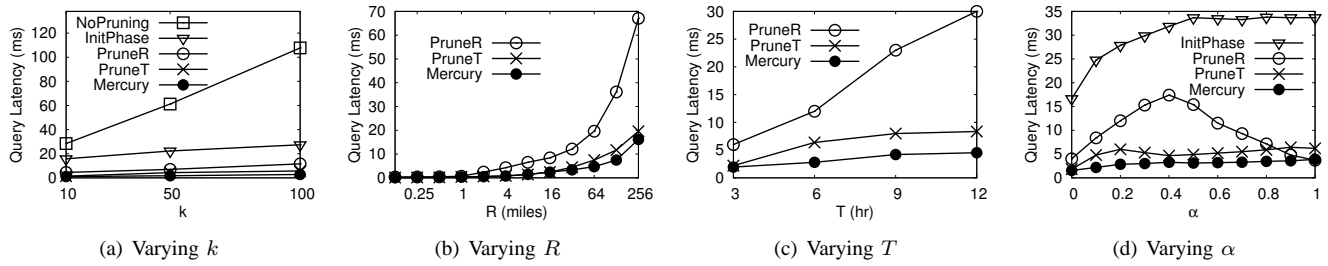 Query Latency (ms)
120
100
80
60
40
20
0
NoPruning
InitPhase
PruneR
PruneT
Mercury
10 50 100
k
(a) Varying k
Query Latency (ms)
70
60
50
40
30
20
10
0
PruneR
PruneT
Mercury
0.25 1 4 16 64 256
R (miles)
(b) Varying R
Query Latency (ms)
30
25
20
15
10
5
0
PruneR
PruneT
Mercury
3 6 9 12
T (hr)
(c) Varying T
Query Latency (ms)
35
30
25
20
15
10
5
0
InitPhase
PruneR
PruneT
Mercury
0 0.2 0.4 0.6 0.8 1
α
(d) Varying α